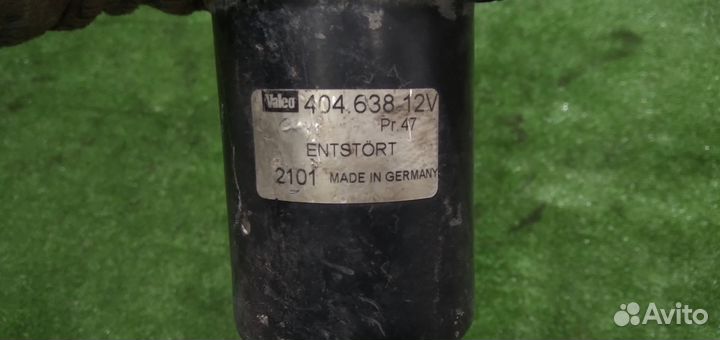 Valeo 404.638 12V
Pr.47
ENTSTÖRT
2101 MADE IN GERMANY
Avito